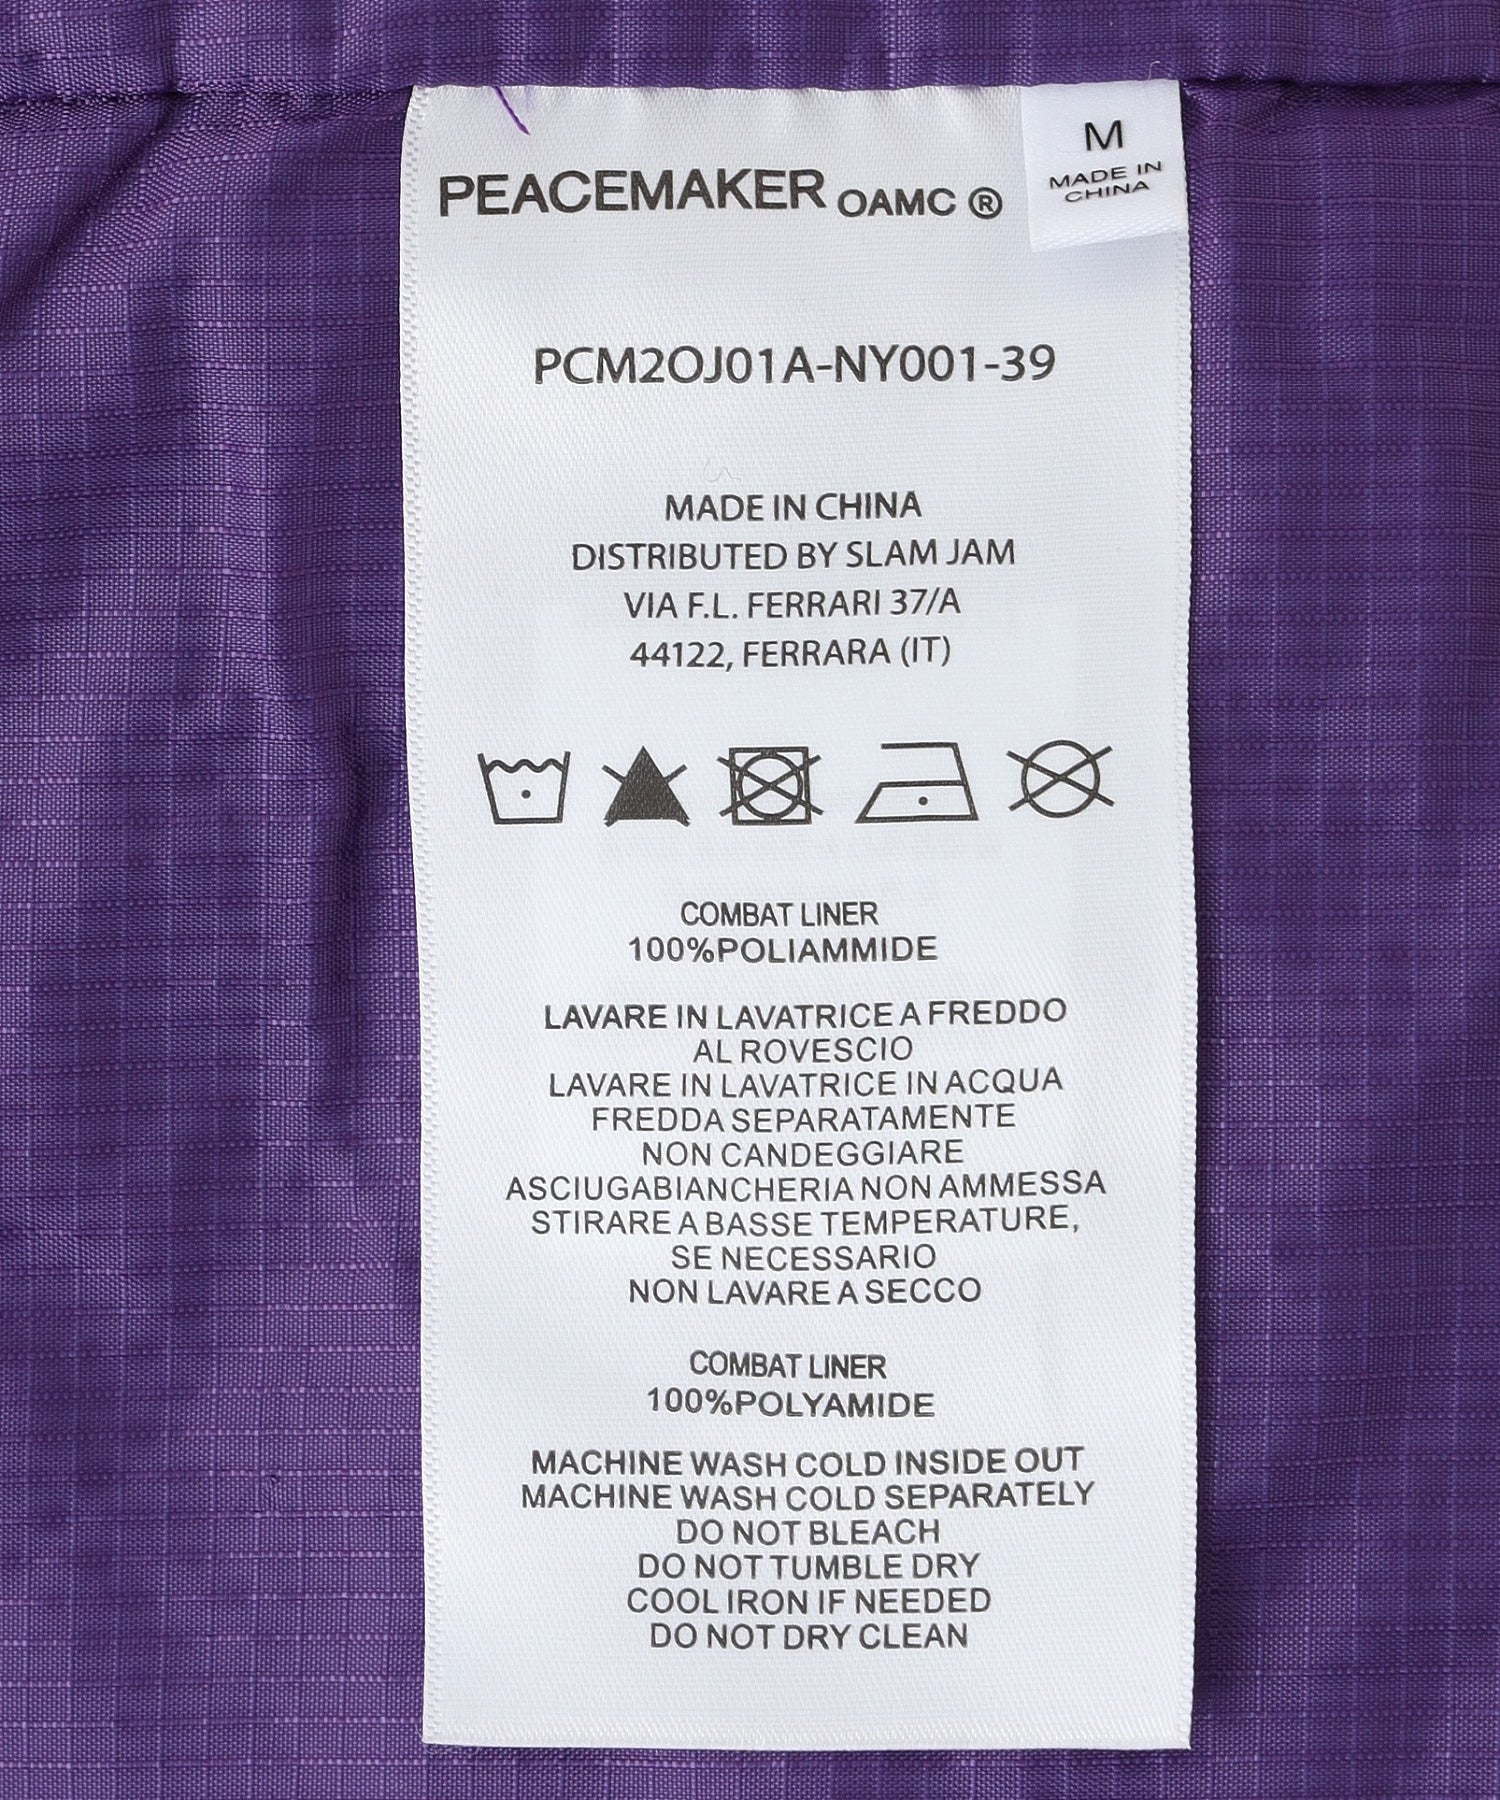 PEACEMAKER OAMC ®
M
MADE IN
CHINA
PCM2OJ01A-NY001-39
MADE IN CHINA
DISTRIBUTED BY SLAM JAM
VIA F.L. FERRARI 37/A
44122, FERRARA (IT)
COMBAT LINER
100%POLIAMMIDE
LAVARE IN LAVATRICE A FREDDO
AL ROVESCIO
LAVARE IN LAVATRICE IN ACQUA
FREDDA SEPARATAMENTE
NON CANDEGGIARE
ASCIUGABIANCHERIA NON AMMESSA
STIRARE A BASSE TEMPERATURE,
SE NECESSARIO
NON LAVARE A SECCO
COMBAT LINER
100%POLYAMIDE
MACHINE WASH COLD INSIDE OUT
MACHINE WASH COLD SEPARATELY
DO NOT BLEACH
DO NOT TUMBLE DRY
COOL IRON IF NEEDED
DO NOT DRY CLEAN